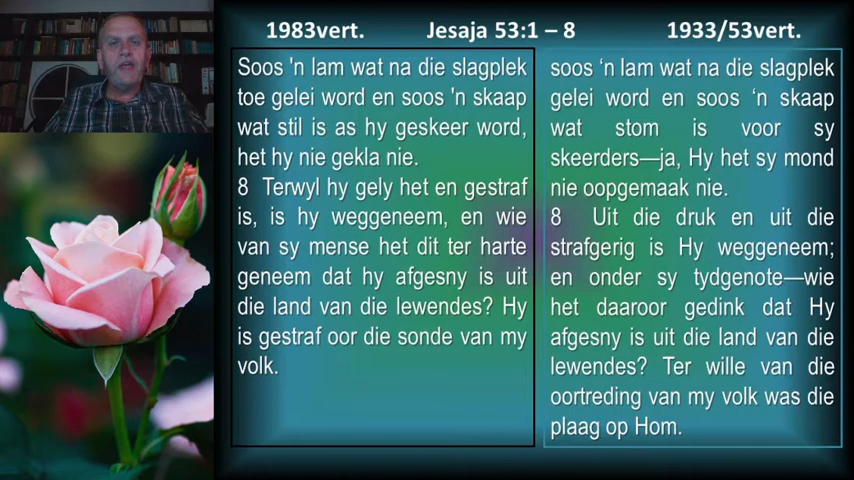 1983vert.
Jesaja 53:1 – 8
1933/53vert.
Soos 'n lam wat na die slagplek
toe gelei word en soos 'n skaap
wat stil is as hy geskeer word,
het hy nie gekla nie.
8 Terwyl hy gely het en gestraf
is, is hy weggeneem, en wie
van sy mense het dit ter harte
geneem dat hy afgesny is uit
die land van die lewendes? Hy
is gestraf oor die sonde van my
volk.
soos ‘n lam wat na die slagplek
gelei word en soos ‘n skaap
wat stom is voor sy
skeerders—ja, Hy het sy mond
nie oopgemaak nie.
8 Uit die druk en uit die
strafgerig is Hy weggeneem;
en onder sy tydgenote—wie
het daaroor gedink dat Hy
afgesny is uit die land van die
lewendes? Ter wille van die
oortreding van my volk was die
plaag op Hom.